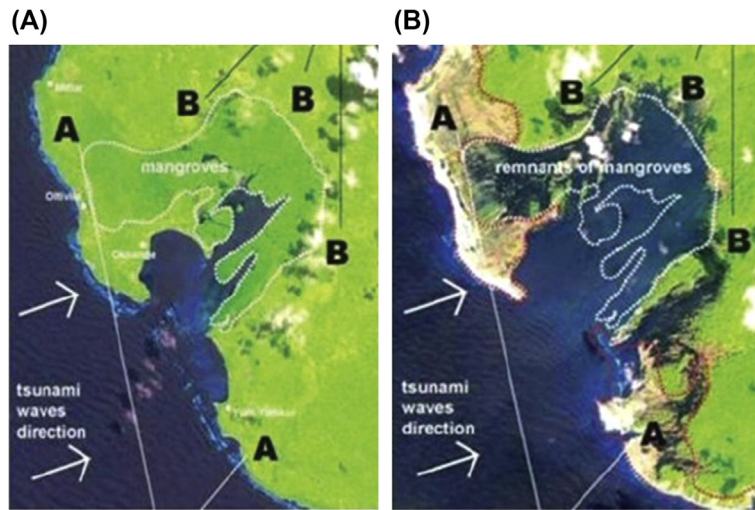 (A)
B
B
A
mangroves
B
tsunami
waves
direction
A
(B)
B
B
A
remnants of mangroves
B
tsunami
waves
direction
A